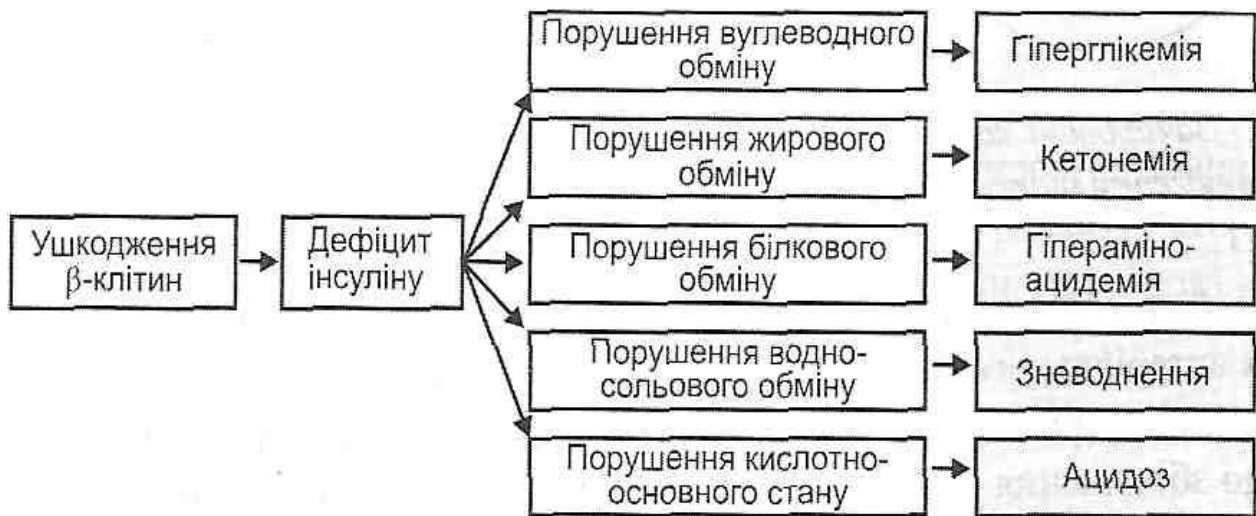 Порушення вуглеводного
обміну
Гіперглікемія
Порушення жирового
обміну
Кетонемія
Ушкодження
β-клітин
Дефіцит
інсуліну
Порушення білкового
обміну
Гіпераміно-
ацидемія
Порушення водно-
сольового обміну
Зневоднення
Порушення кислотно-
основного стану
Ацидоз